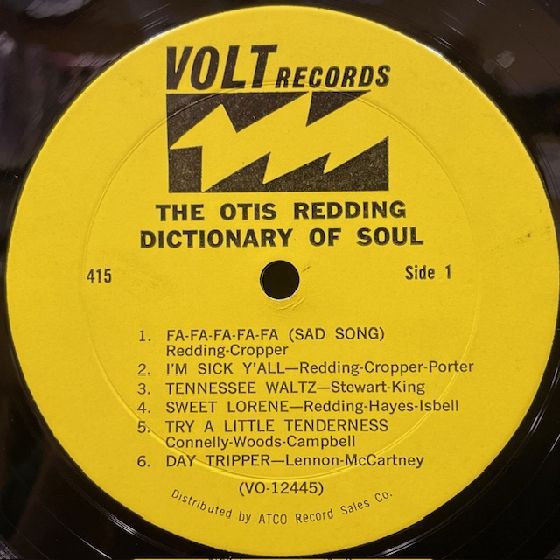 VOLT RECORDS
THE OTIS REDDING
DICTIONARY OF SOUL
415
Side 1
1. FA-FA-FA-FA-FA (SAD SONG)
Redding-Cropper
2. I'M SICK Y'ALL—Redding-Cropper-Porter
3. TENNESSEE WALTZ—Stewart-King
4. SWEET LORENE—Redding-Hayes-Isbell
5. TRY A LITTLE TENDERNESS
Connelly-Woods-Campbell
6. DAY TRIPPER—Lennon-McCartney
(VO-12445)
Distributed by ATCO Record Sales Co.